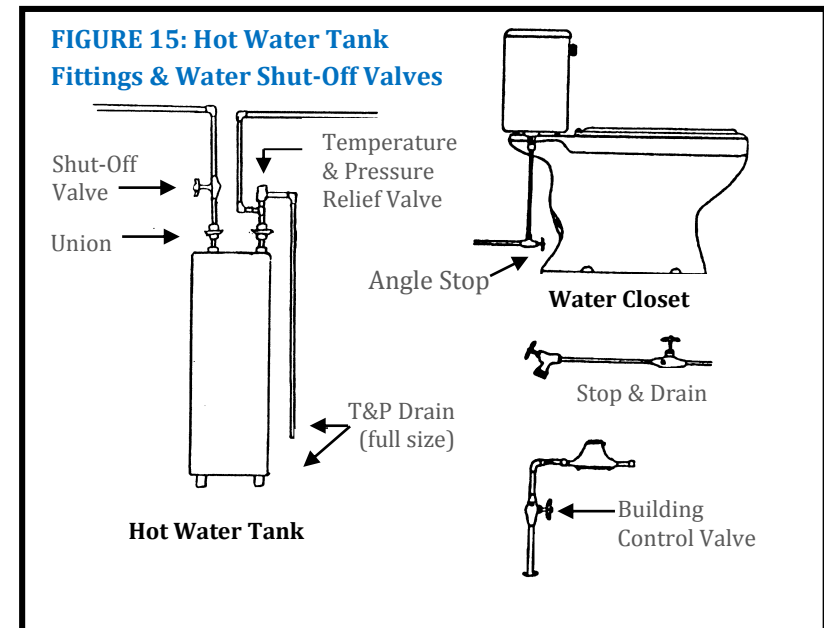 FIGURE 15: Hot Water Tank
Fittings & Water Shut-Off Valves
Shut-Off
Valve
Union
Temperature
& Pressure
Relief Valve
Angle Stop
Water Closet
Stop & Drain
T&P Drain
(full size)
Hot Water Tank
Building
Control Valve